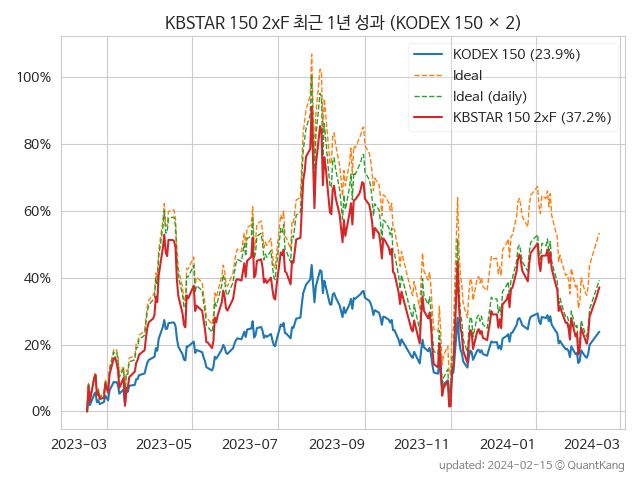 KBSTAR 150 2xF 최근 1년 성과 (KODEX 150 × 2)
KODEX 150 (23.9%)
Ideal
Ideal (daily)
KBSTAR 150 2xF (37.2%)
100%
80%
60%
40%
20%
0%
2023-03 2023-05 2023-07 2023-09 2023-11 2024-01 2024-03
updated: 2024-02-15 ⓒ QuantKang